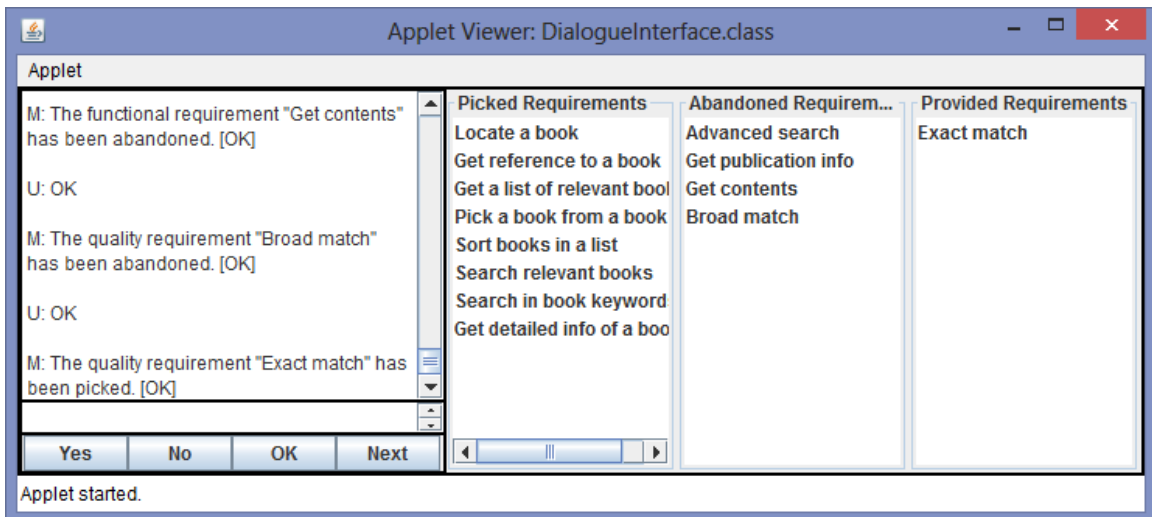 Applet Viewer: DialogueInterface.class
Applet
M: The functional requirement "Get contents"
has been abandoned. [OK]
U: OK
M: The quality requirement "Broad match"
has been abandoned. [OK]
U: OK
M: The quality requirement "Exact match" has
been picked. [OK]
Yes No OK Next
Picked Requirements
Locate a book
Get reference to a book
Get a list of relevant bool
Pick a book from a book
Sort books in a list
Search relevant books
Search in book keyword
Get detailed info of a boo
Abandoned Requirem...
Advanced search
Get publication info
Get contents
Broad match
Provided Requirements
Exact match
Applet started.